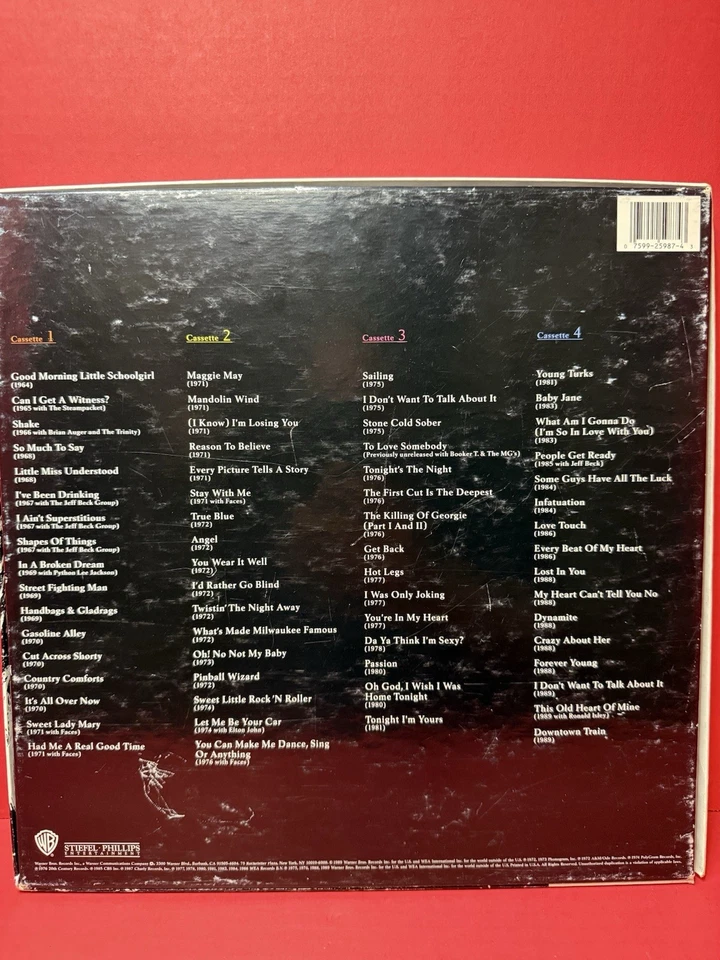 0 7599-25987-4 3
Cassette 1
Good Morning Little Schoolgirl
(1964)
Can I Get A Witness?
(1965 with The Steampacket)
Shake
(1966 with Brian Auger and The Trinity)
So Much To Say
(1968)
Little Miss Understood
(1968)
I've Been Drinking
(1967 with The Jeff Beck Group)
I Ain't Superstitious
(1967 with The Jeff Beck Group)
Shapes Of Things
(1967 with The Jeff Beck Group)
In A Broken Dream
(1969 with Python Lee Jackson)
Street Fighting Man
(1969)
Handbags & Gladrags
(1969)
Gasoline Alley
(1970)
Cut Across Shorty
(1970)
Country Comforts
(1970)
It's All Over Now
(1970)
Sweet Lady Mary
(1971 with Faces)
Had Me A Real Good Time
(1971 with Faces)
Cassette 2
Maggie May
(1971)
Mandolin Wind
(1971)
(I Know) I'm Losing You
(1971)
Reason To Believe
(1971)
Every Picture Tells A Story
(1971)
Stay With Me
(1971 with Faces)
True Blue
(1972)
Angel
(1972)
You Wear It Well
(1972)
I'd Rather Go Blind
(1972)
Twistin' The Night Away
(1972)
What's Made Milwaukee Famous
(1972)
Oh! No Not My Baby
(1973)
Pinball Wizard
(1972)
Sweet Little Rock 'N Roller
(1974)
Let Me Be Your Car
(1974 with Elton John)
You Can Make Me Dance, Sing
Or Anything
(1976 with Faces)
Cassette 3
Sailing
(1975)
I Don't Want To Talk About It
(1975)
Stone Cold Sober
(1975)
To Love Somebody
(Previously unreleased with Booker T. & The MG's)
Tonight's The Night
(1976)
The First Cut Is The Deepest
(1976)
The Killing Of Georgie
(Part I And II)
(1976)
Get Back
(1976)
Hot Legs
(1977)
I Was Only Joking
(1977)
You're In My Heart
(1977)
Da Ya Think I'm Sexy?
(1978)
Passion
(1980)
Oh God, I Wish I Was
Home Tonight
(1980)
Tonight I'm Yours
(1981)
Cassette 4
Young Turks
(1981)
Baby Jane
(1983)
What Am I Gonna Do
(I'm So In Love With You)
(1983)
People Get Ready
(1985 with Jeff Beck)
Some Guys Have All The Luck
(1984)
Infatuation
(1984)
Love Touch
(1986)
Every Beat Of My Heart
(1986)
Lost In You
(1988)
My Heart Can't Tell You No
(1988)
Dynamite
(1988)
Crazy About Her
(1988)
Forever Young
(1988)
I Don't Want To Talk About It
(1989)
This Old Heart Of Mine
(1989 with Ronald Isley)
Downtown Train
(1989)
WB
STIEFEL·PHILLIPS
ENTERTAINMENT
Warner Bros. Records Inc., a Warner Communications Company